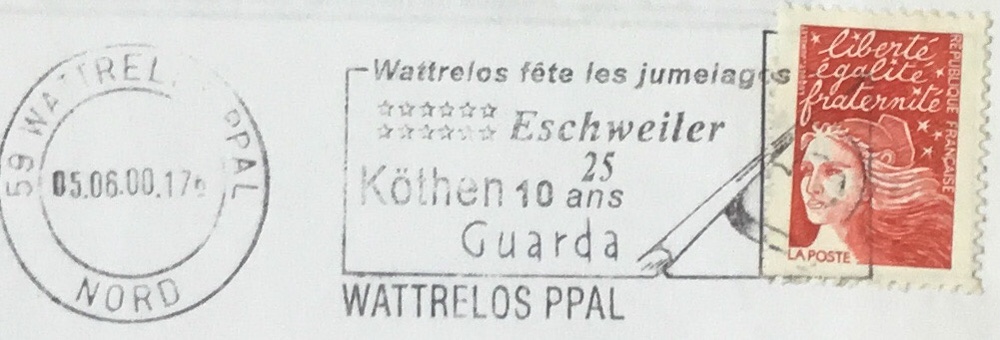 59 WATTREL PPAL
05.06.00.17
NORD
Wattrelos fête les jumelages
Eschweiler
25
Köthen 10 ans
Guarda
WATTRELOS PPAL
liberté
égalité
fraternité
RÉPUBLIQUE FRANÇAISE
LA POSTE